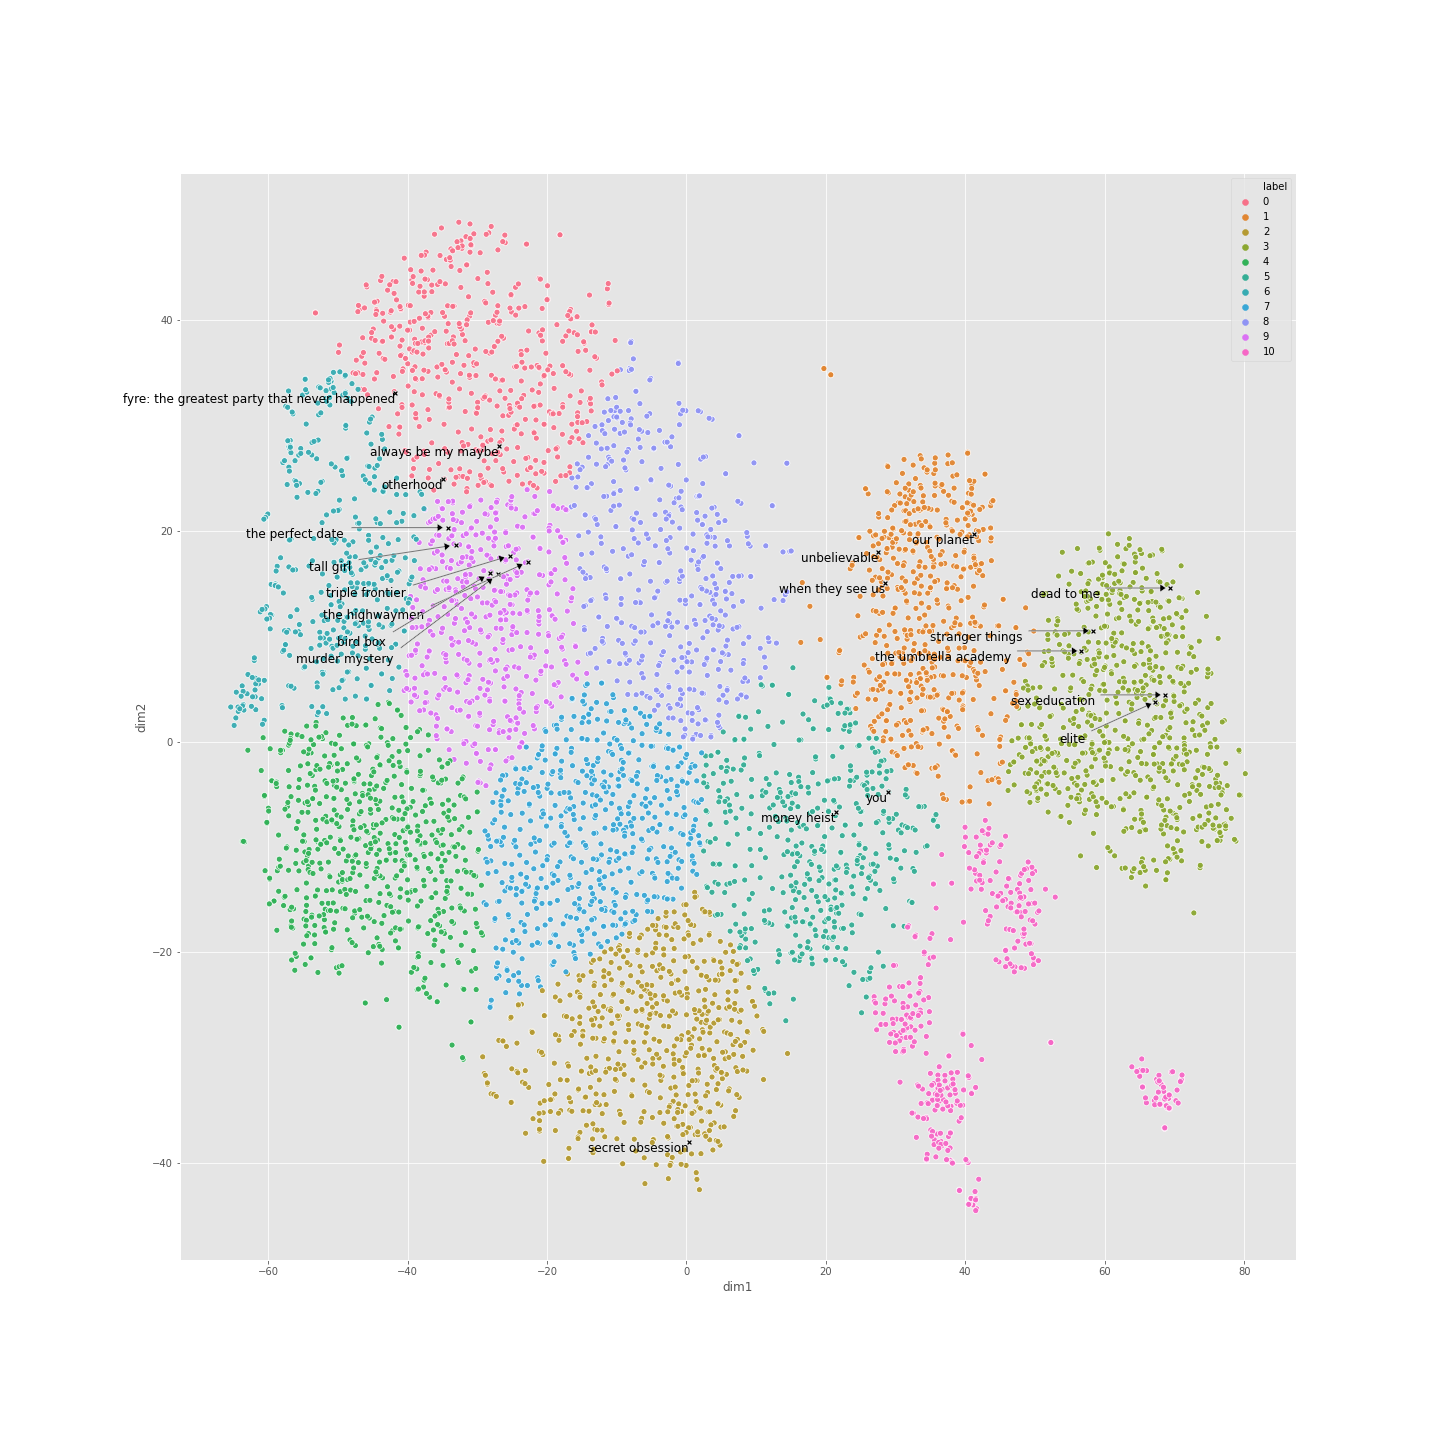 label
0
1
2
3
4
5
6
7
8
9
10
40
20
0
−20
−40
dim2
fyre: the greatest party that never happened
always be my maybe
otherhood
the perfect date
tall girl
triple frontier
the highwaymen
bird box
murder mystery
our planet
unbelievable
when they see us
dead to me
stranger things
the umbrella academy
sex education
elite
you
money heist
secret obsession
−60
−40
−20
0
20
40
60
80
dim1